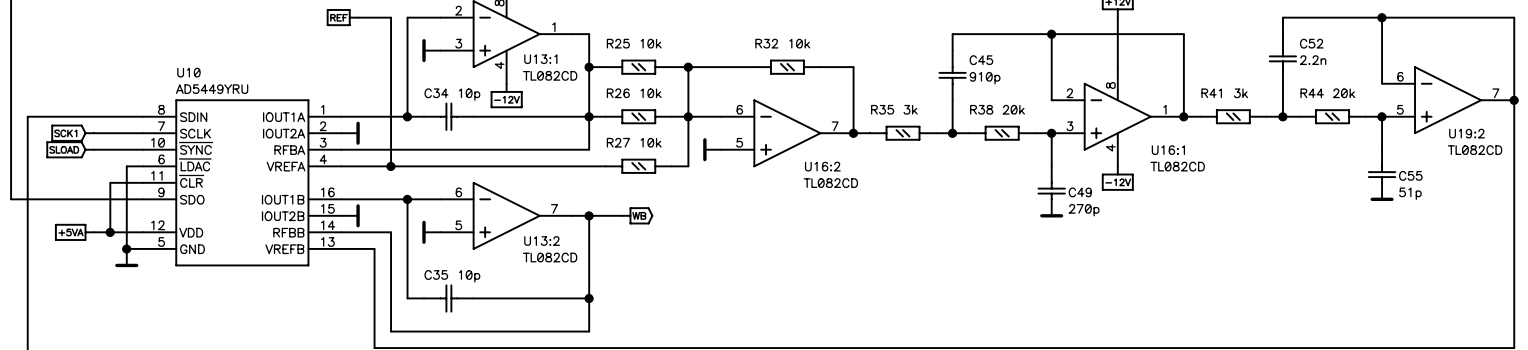 REF
8
2
3
1
4
U13:1
TL082CD
-12V
R25 10k
R26 10k
R27 10k
R32 10k
C45
910p
+12V
C52
2.2n
6
5
7
U19:2
TL082CD
U10
AD5449YRU
C34 10p
8 SDIN IOUT1A 1
SCK1 7 SCLK IOUT2A 2
SLOAD 10 SYNC RFBA 3
6 LDAC VREFA 4
11 CLR
9 SDO IOUT1B 16
IOUT2B 15
+5VA 12 VDD RFBB 14
5 GND VREFB 13
6
5
7
U16:2
TL082CD
R35 3k
R38 20k
2
3
8
1
4
U16:1
TL082CD
-12V
R41 3k
R44 20k
C49
270p
C55
51p
6
5
7
WB
U13:2
TL082CD
C35 10p